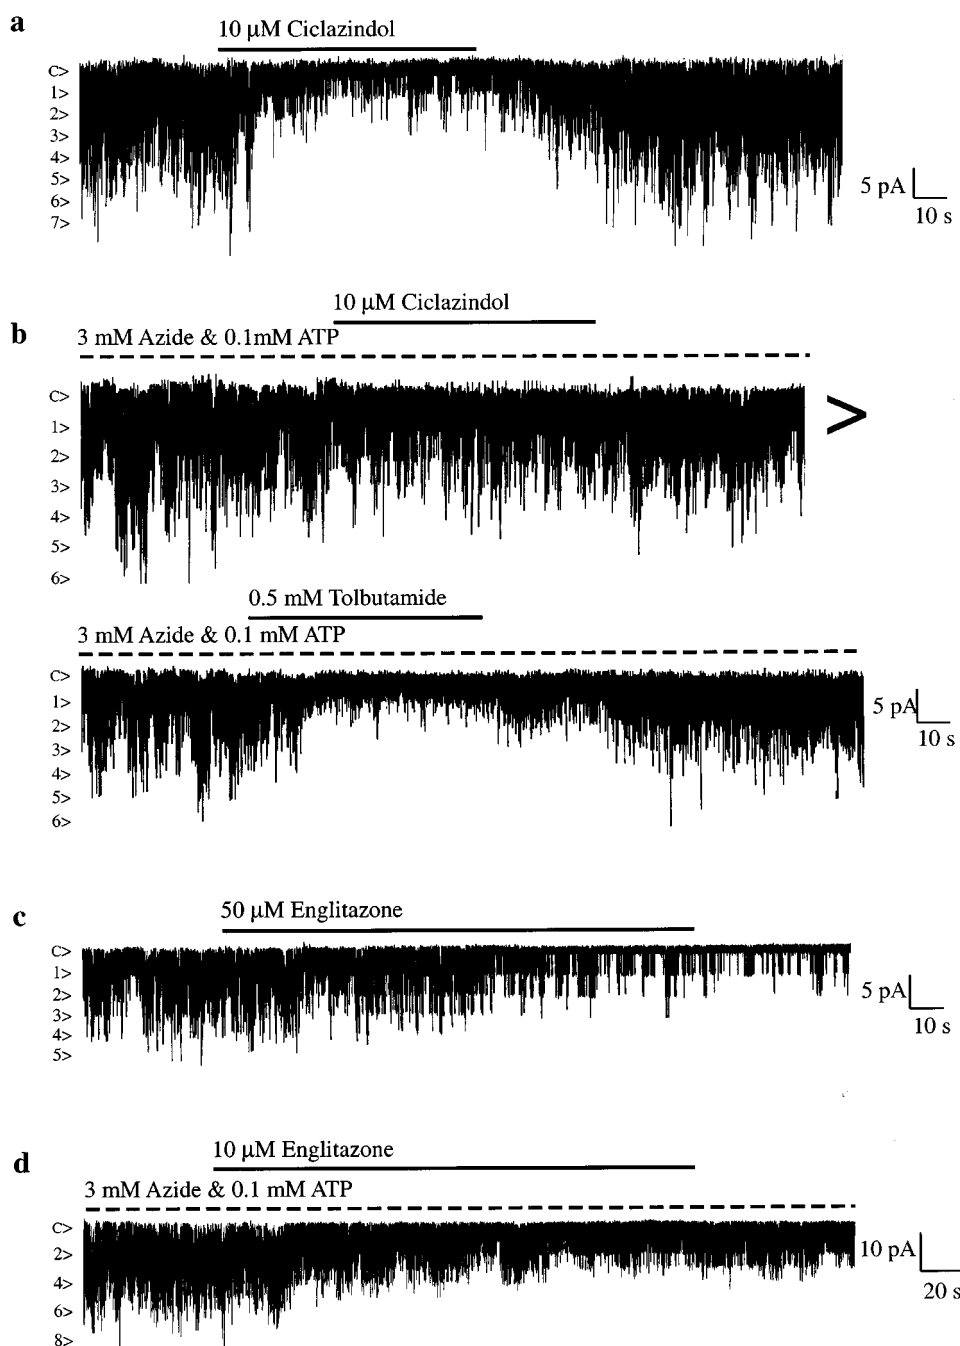 a
10 μM Ciclazindol
C>
1>
2>
3>
4>
5>
6>
7>
5 pA
10 s
b
10 μM Ciclazindol
3 mM Azide & 0.1mM ATP
C>
1>
2>
3>
4>
5>
6>
>
0.5 mM Tolbutamide
3 mM Azide & 0.1 mM ATP
C>
1>
2>
3>
4>
5>
6>
5 pA
10 s
c
50 μM Englitazone
C>
1>
2>
3>
4>
5>
5 pA
10 s
d
10 μM Englitazone
3 mM Azide & 0.1 mM ATP
C>
2>
4>
6>
8>
10 pA
20 s